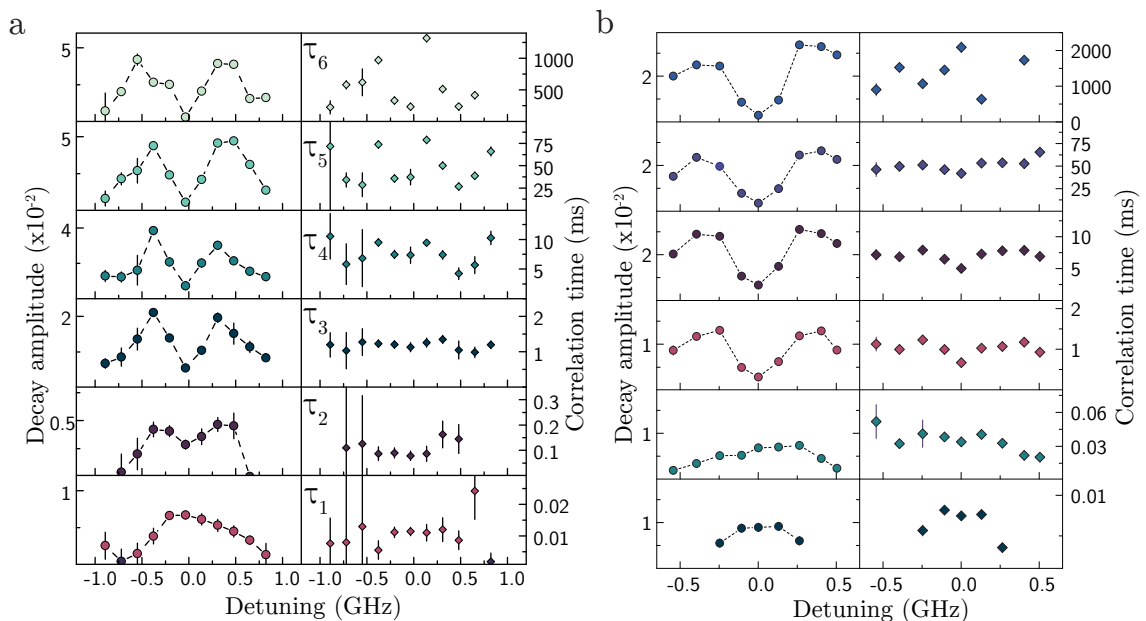 a
b
Decay amplitude (x10⁻²)
5
5
4
2
0.5
1
τ6
τ5
τ4
τ3
τ2
τ1
1000
500
75
50
25
10
5
2
1
0.3
0.2
0.1
0.02
0.01
Correlation time (ms)
-1.0 -0.5 0.0 0.5 1.0 -1.0 -0.5 0.0 0.5 1.0
Detuning (GHz)
Decay amplitude (x10⁻²)
2
2
2
1
1
1
2000
1000
0
75
50
25
10
5
2
1
0.06
0.03
0.01
Correlation time (ms)
-0.5 0.0 0.5 -0.5 0.0 0.5
Detuning (GHz)